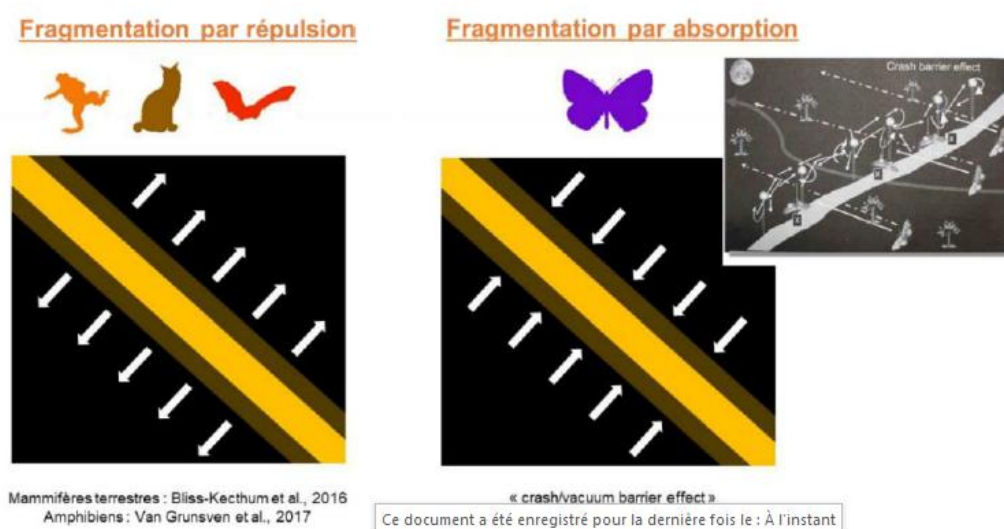 Fragmentation par répulsion
Fragmentation par absorption
Crash barrier effect
Mammifères terrestres : Bliss-Kecthum et al., 2016
Amphibiens : Van Grunsven et al., 2017
« crash/vacuum barrier effect »
Ce document a été enregistré pour la dernière fois le : À l'instant